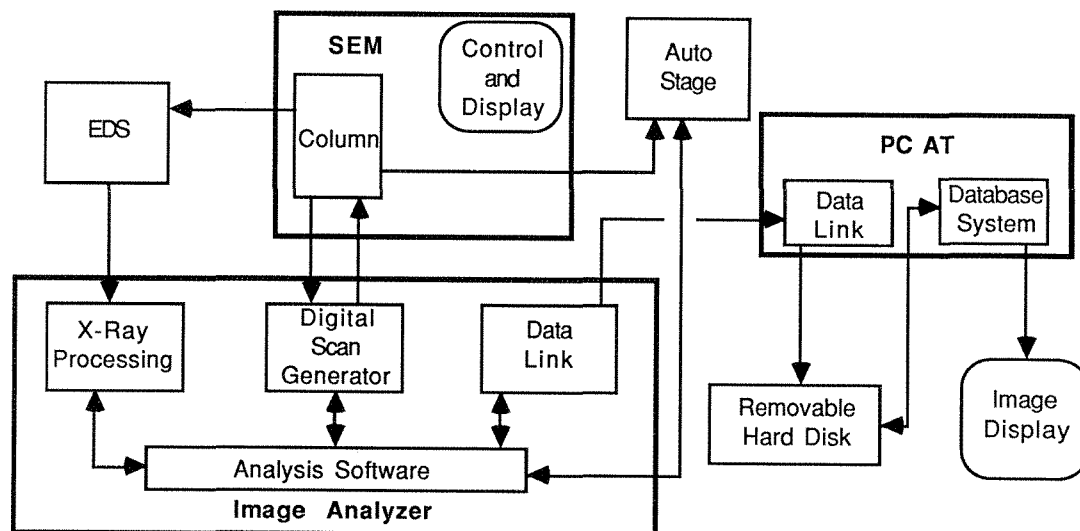 SEM
Control
and
Display
Column
EDS
Auto
Stage
PC AT
Data
Link
Database
System
X-Ray
Processing
Digital
Scan
Generator
Data
Link
Analysis Software
Image Analyzer
Removable
Hard Disk
Image
Display